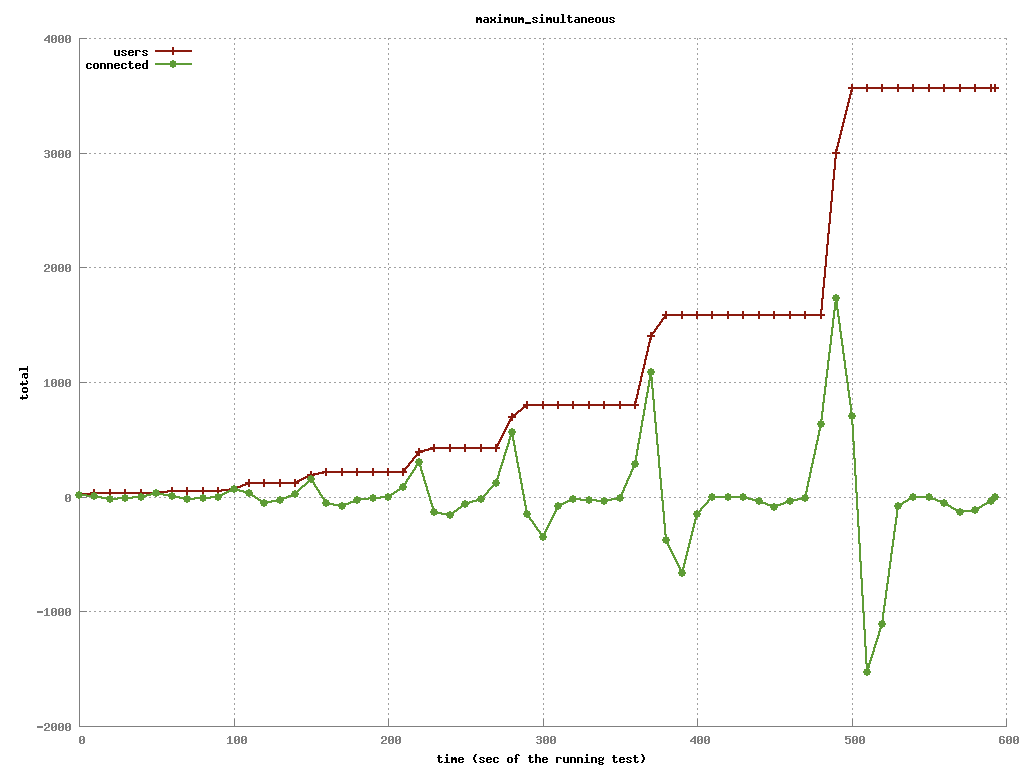 maximum_simultaneous
users
connected
4000
3000
2000
1000
0
-1000
-2000
total
0 100 200 300 400 500 600
time (sec of the running test)